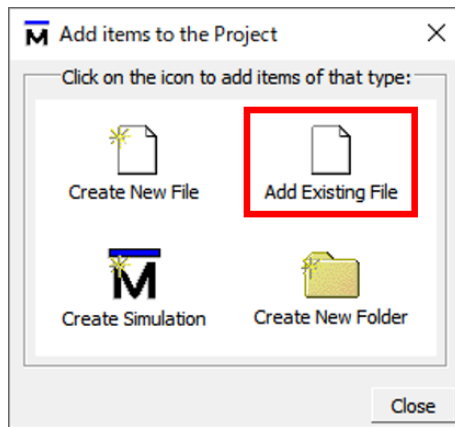 Add items to the Project
Click on the icon to add items of that type:
Create New File
Add Existing File
Create Simulation
Create New Folder
Close